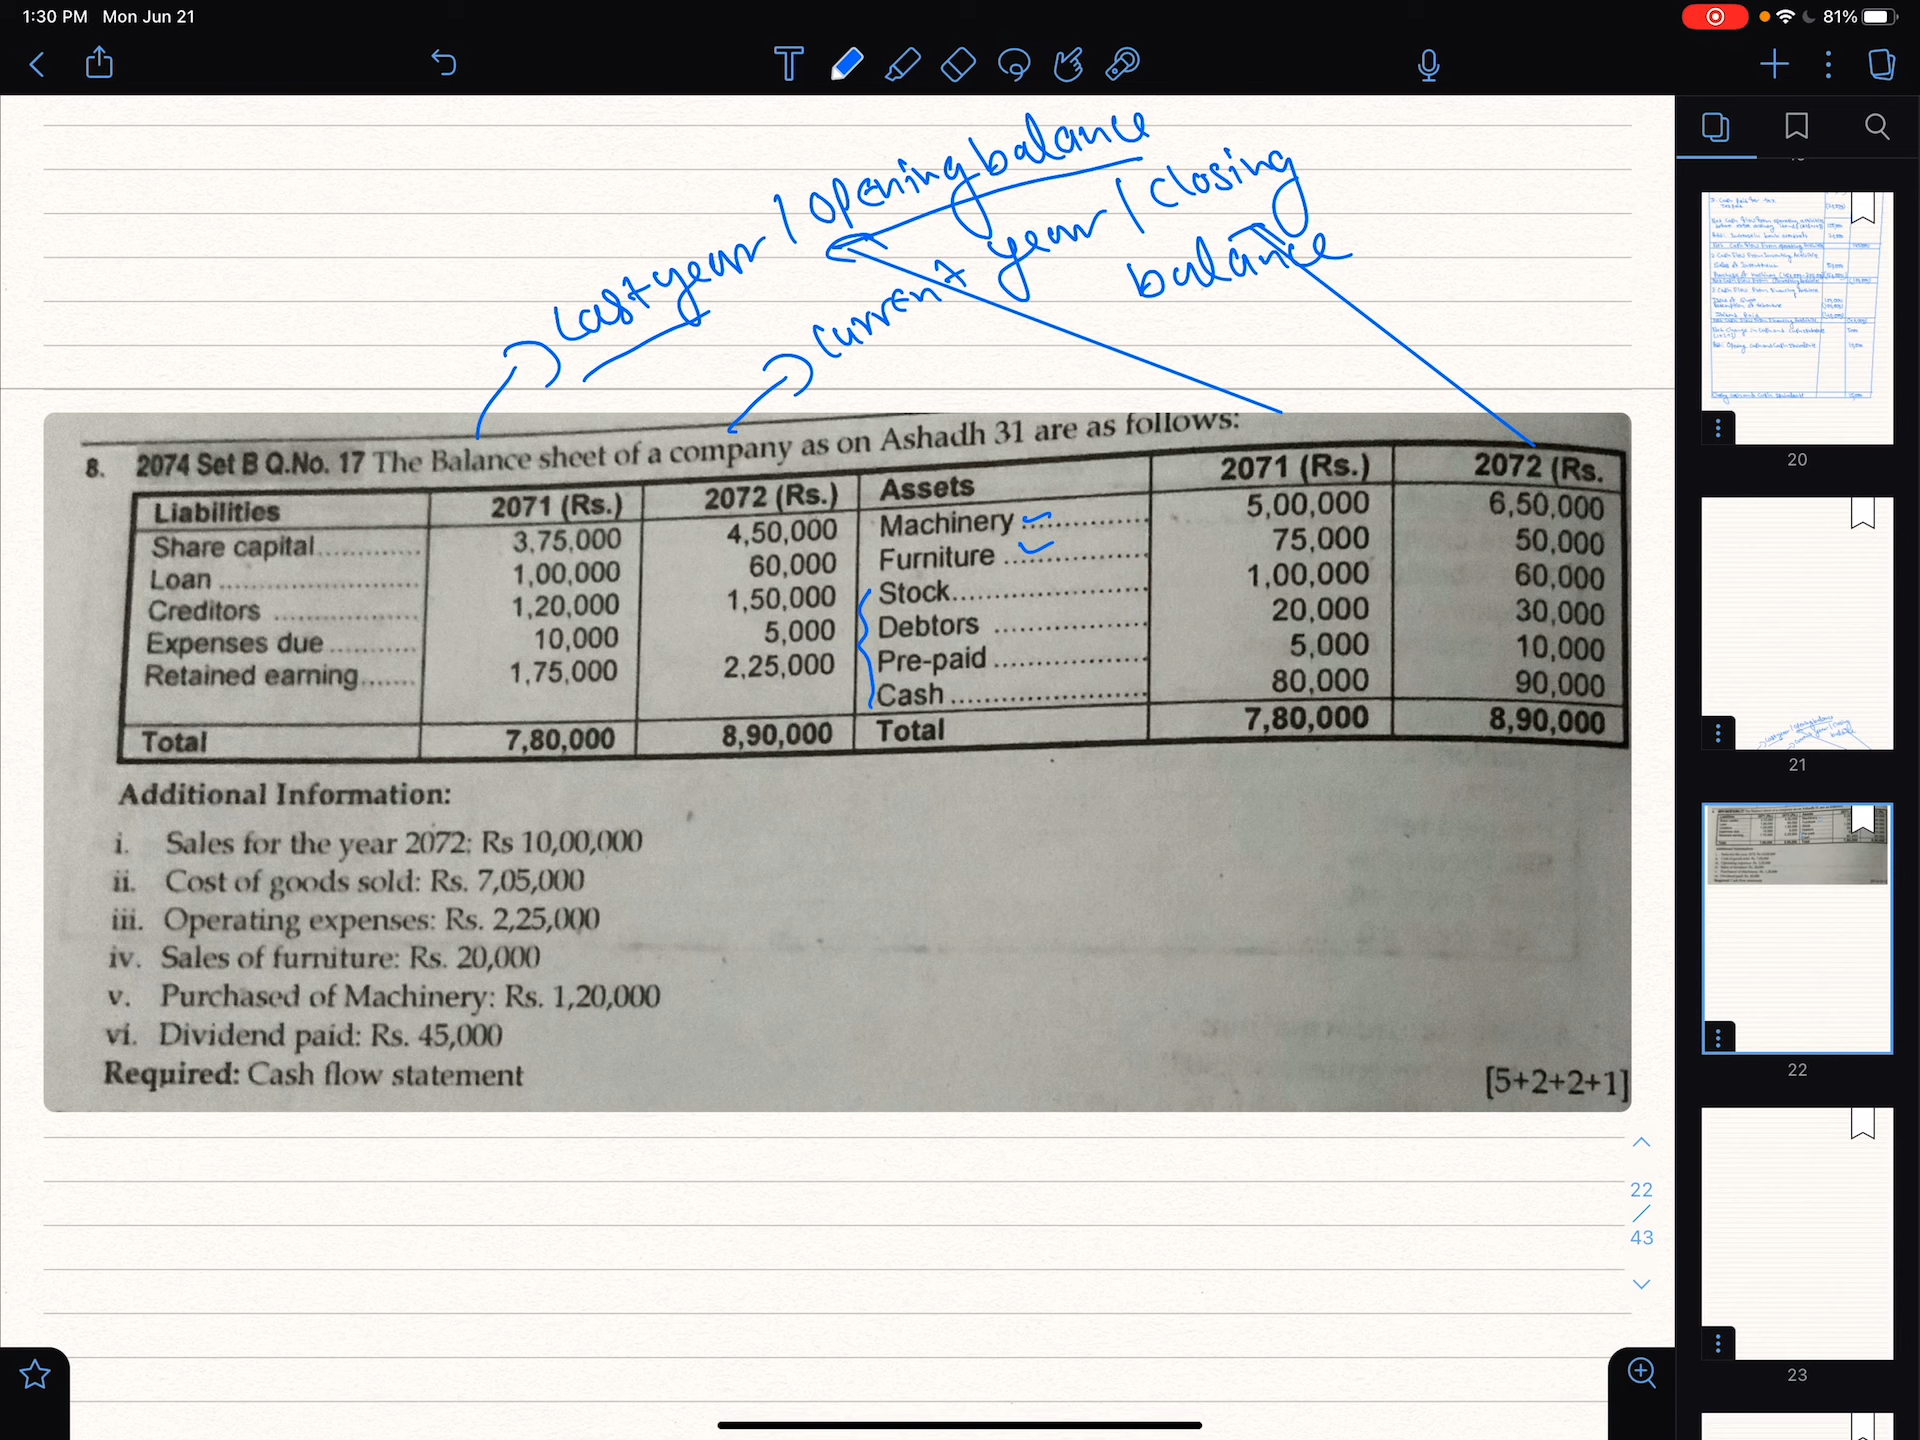 1:30 PM Mon Jun 21
81%
last year / opening balance
current year / closing balance
8. 2074 Set B Q.No. 17 The Balance sheet of a company as on Ashadh 31 are as follows:
Liabilities 2071 (Rs.) 2072 (Rs.) Assets 2071 (Rs.) 2072 (Rs.
Share capital............ 3,75,000 4,50,000 Machinery ............ 5,00,000 6,50,000
Loan ............ 1,00,000 60,000 Furniture ............ 75,000 50,000
Creditors ............ 1,20,000 1,50,000 Stock............ 1,00,000 60,000
Expenses due ............ 10,000 5,000 Debtors ............ 20,000 30,000
Retained earning....... 1,75,000 2,25,000 Pre-paid ............ 5,000 10,000
Cash ............ 80,000 90,000
Total 7,80,000 8,90,000 Total 7,80,000 8,90,000
Additional Information:
i. Sales for the year 2072: Rs 10,00,000
ii. Cost of goods sold: Rs. 7,05,000
iii. Operating expenses: Rs. 2,25,000
iv. Sales of furniture: Rs. 20,000
v. Purchased of Machinery: Rs. 1,20,000
vi. Dividend paid: Rs. 45,000
Required: Cash flow statement
[5+2+2+1]
22
/
43
20
21
22
23